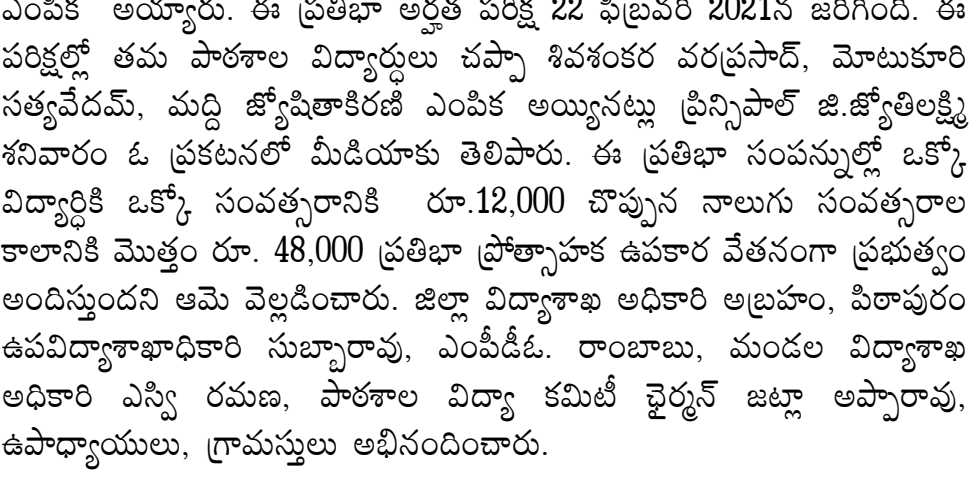 ఎంపిక అయ్యారు. ఈ ప్రతిభా అర్హత పరీక్ష 22 ఫిబ్రవరి 2021న జరిగింది. ఈ
పరీక్షల్లో తమ పాఠశాల విద్యార్థులు చప్పా శివశంకర వరప్రసాద్, మోటుకూరి
సత్యవేదమ్, మద్ది జ్యోషితాకిరణి ఎంపిక అయ్యినట్లు ప్రిన్సిపాల్ జి.జ్యోతిలక్ష్మి
శనివారం ఓ ప్రకటనలో మీడియాకు తెలిపారు. ఈ ప్రతిభా సంపన్నుల్లో ఒక్కో
విద్యార్థికి ఒక్కో సంవత్సరానికి రూ.12,000 చొప్పున నాలుగు సంవత్సరాల
కాలానికి మొత్తం రూ. 48,000 ప్రతిభా ప్రోత్సాహక ఉపకార వేతనంగా ప్రభుత్వం
అందిస్తుందని ఆమె వెల్లడించారు. జిల్లా విద్యాశాఖ అధికారి అబ్రహం, పిఠాపురం
ఉపవిద్యాశాఖాధికారి సుబ్బారావు, ఎంపీడీఓ. రాంబాబు, మండల విద్యాశాఖ
అధికారి ఎస్వి రమణ, పాఠశాల విద్యా కమిటీ ఛైర్మన్ జట్లా అప్పారావు,
ఉపాధ్యాయులు, గ్రామస్తులు అభినందించారు.